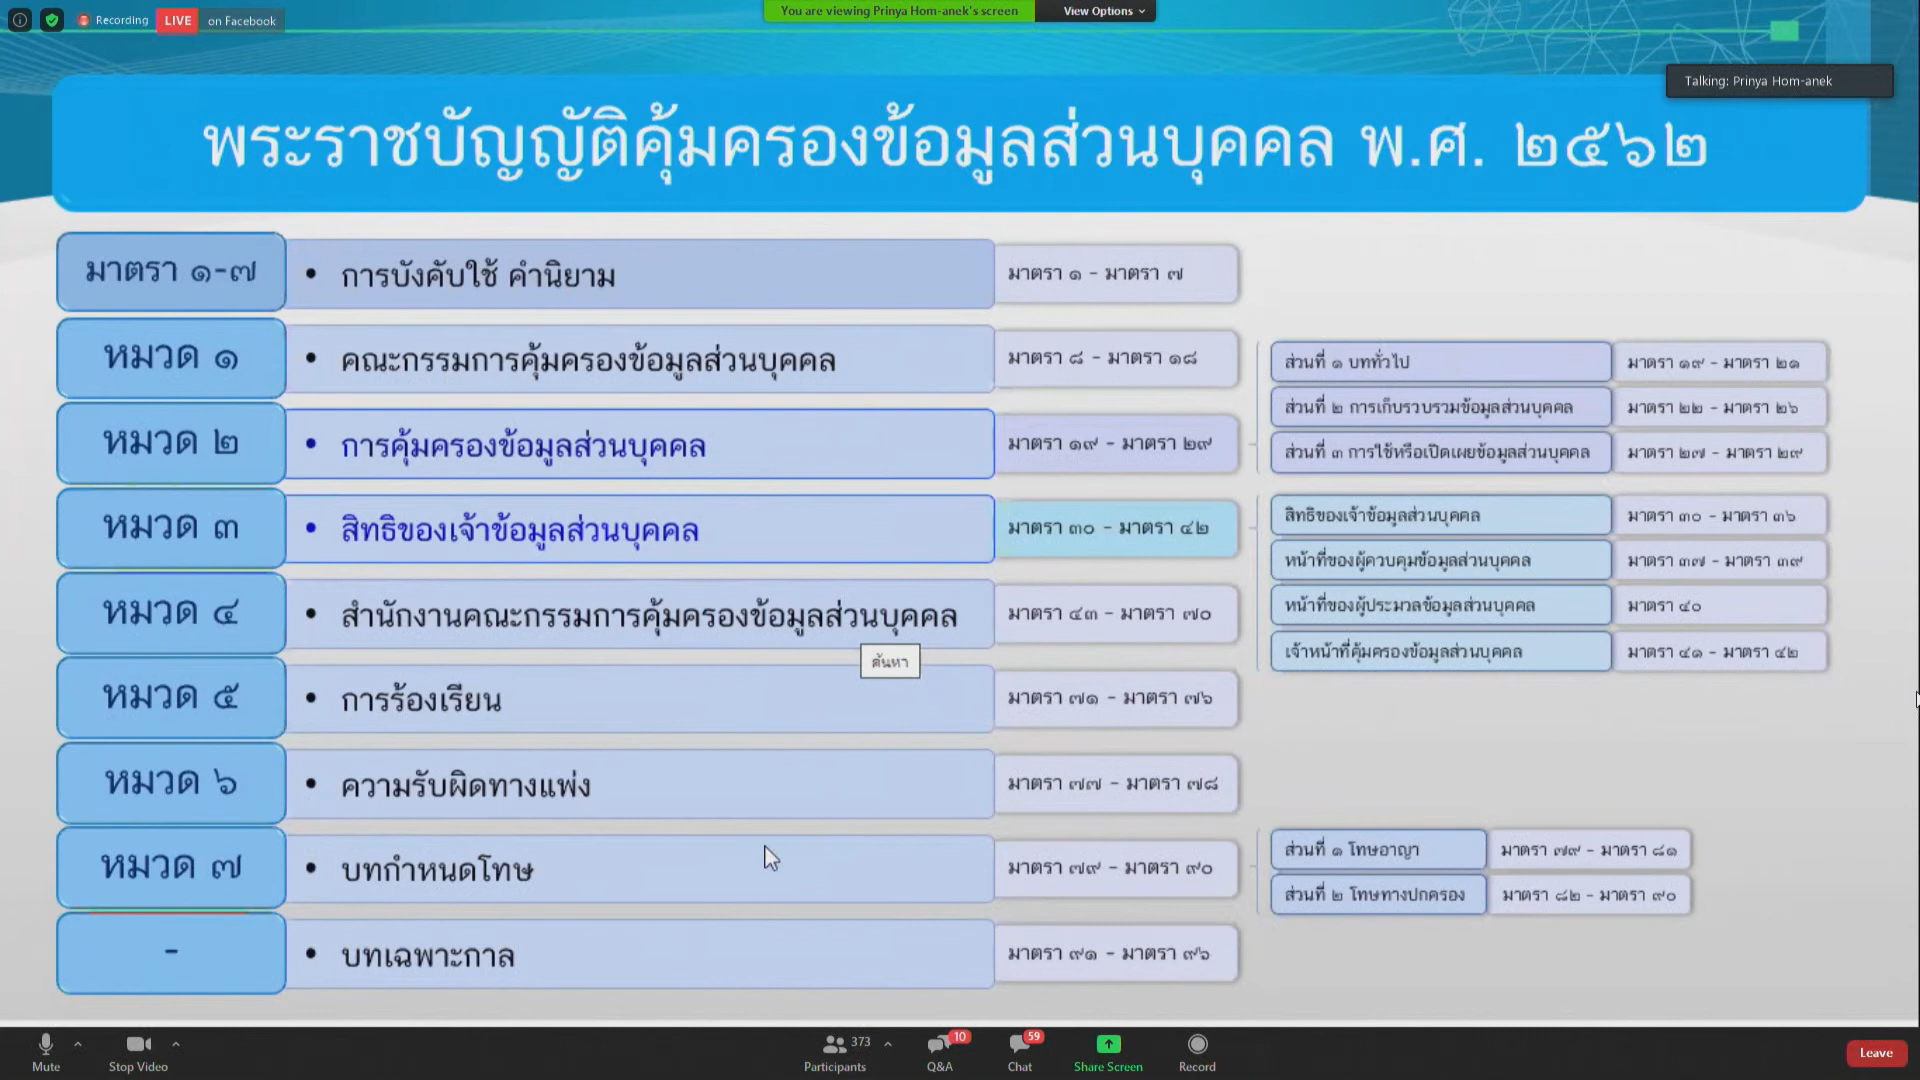 Recording LIVE on Facebook
You are viewing Prinya Hom-anek's screen View Options
Talking: Prinya Hom-anek
พระราชบัญญัติคุ้มครองข้อมูลส่วนบุคคล พ.ศ. ๒๕๖๒
มาตรา ๑-๗ • การบังคับใช้ คำนิยาม มาตรา ๑ - มาตรา ๗
หมวด ๑ • คณะกรรมการคุ้มครองข้อมูลส่วนบุคคล มาตรา ๘ - มาตรา ๑๘
หมวด ๒ • การคุ้มครองข้อมูลส่วนบุคคล มาตรา ๑๙ - มาตรา ๒๙
ส่วนที่ ๑ บททั่วไป มาตรา ๑๙ - มาตรา ๒๑
ส่วนที่ ๒ การเก็บรวบรวมข้อมูลส่วนบุคคล มาตรา ๒๒ - มาตรา ๒๖
ส่วนที่ ๓ การใช้หรือเปิดเผยข้อมูลส่วนบุคคล มาตรา ๒๗ - มาตรา ๒๙
หมวด ๓ • สิทธิของเจ้าข้อมูลส่วนบุคคล มาตรา ๓๐ - มาตรา ๔๒
สิทธิของเจ้าข้อมูลส่วนบุคคล มาตรา ๓๐ - มาตรา ๓๖
หน้าที่ของผู้ควบคุมข้อมูลส่วนบุคคล มาตรา ๓๗ - มาตรา ๓๙
หน้าที่ของผู้ประมวลข้อมูลส่วนบุคคล มาตรา ๔๐
เจ้าหน้าที่คุ้มครองข้อมูลส่วนบุคคล มาตรา ๔๑ - มาตรา ๔๒
หมวด ๔ • สำนักงานคณะกรรมการคุ้มครองข้อมูลส่วนบุคคล มาตรา ๔๓ - มาตรา ๗๐
ค้นหา
หมวด ๕ • การร้องเรียน มาตรา ๗๑ - มาตรา ๗๖
หมวด ๖ • ความรับผิดทางแพ่ง มาตรา ๗๗ - มาตรา ๗๘
หมวด ๗ • บทกำหนดโทษ มาตรา ๗๙ - มาตรา ๙๐
ส่วนที่ ๑ โทษอาญา มาตรา ๗๙ - มาตรา ๘๑
ส่วนที่ ๒ โทษทางปกครอง มาตรา ๘๒ - มาตรา ๙๐
- • บทเฉพาะกาล มาตรา ๙๑ - มาตรา ๙๖
Mute Stop Video Participants 373 Q&A 10 Chat 59 Share Screen Record Leave